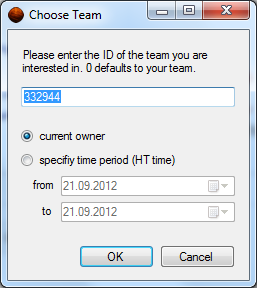 Choose Team
Please enter the ID of the team you are
interested in. 0 defaults to your team.
332944
current owner
specifiy time period (HT time)
from 21.09.2012
to 21.09.2012
OK Cancel